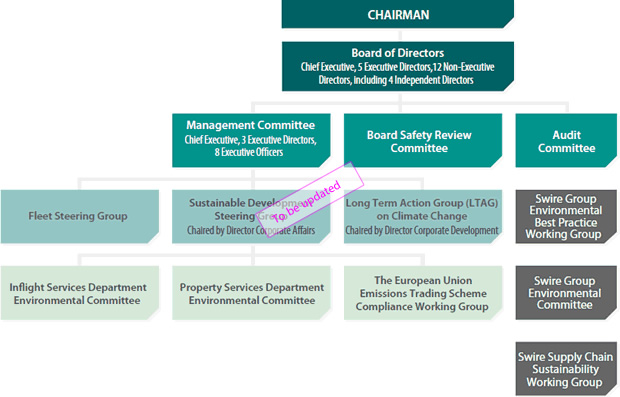 CHAIRMAN
Board of Directors
Chief Executive, 5 Executive Directors,12 Non-Executive
Directors, including 4 Independent Directors
Management Committee
Chief Executive, 3 Executive Directors,
8 Executive Officers
Board Safety Review
Committee
Audit
Committee
Fleet Steering Group
Sustainable
Steering
Chaired by Director Corporate Affairs
To be updated
Long Term Action Group (LTAG)
on Climate Change
Chaired by Director Corporate Development
Swire Group
Environmental
Best Practice
Working Group
Inflight Services Department
Environmental Committee
Property Services Department
Environmental Committee
The European Union
Emissions Trading Scheme
Compliance Working Group
Swire Group
Environmental
Committee
Swire Supply Chain
Sustainability
Working Group